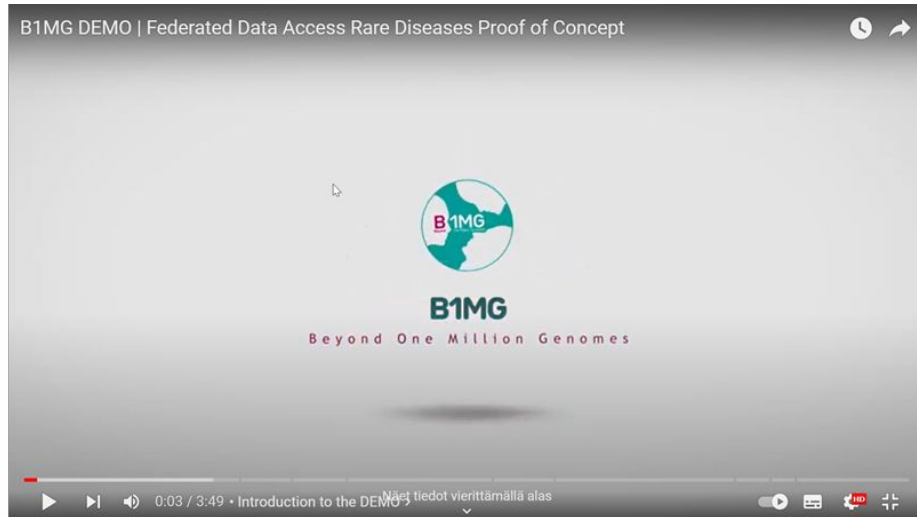 B1MG DEMO | Federated Data Access Rare Diseases Proof of Concept
B1MG
B1MG
Beyond One Million Genomes
0:03 / 3:49 • Introduction to the DEMO
Näet tiedot vierittämällä alas
HD